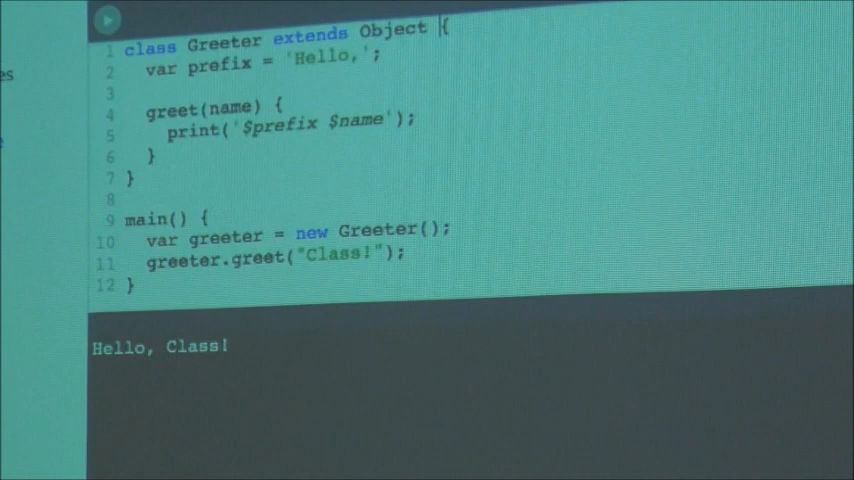 es
1 class Greeter extends Object {
2 var prefix = 'Hello,';
3
4 greet(name) {
5 print('$prefix $name');
6 }
7 }
8
9 main() {
10 var greeter = new Greeter();
11 greeter.greet("Class!");
12 }
Hello, Class!